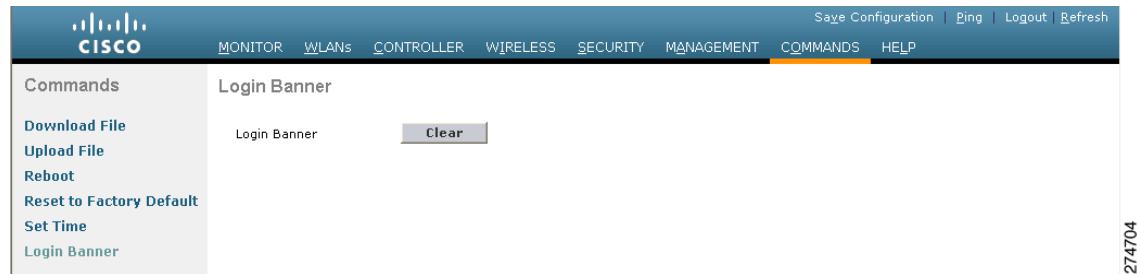 Save Configuration | Ping | Logout | Refresh
CISCO
MONITOR WLANs CONTROLLER WIRELESS SECURITY MANAGEMENT COMMANDS HELP
Commands
Download File
Upload File
Reboot
Reset to Factory Default
Set Time
Login Banner
Login Banner
Login Banner Clear
274704